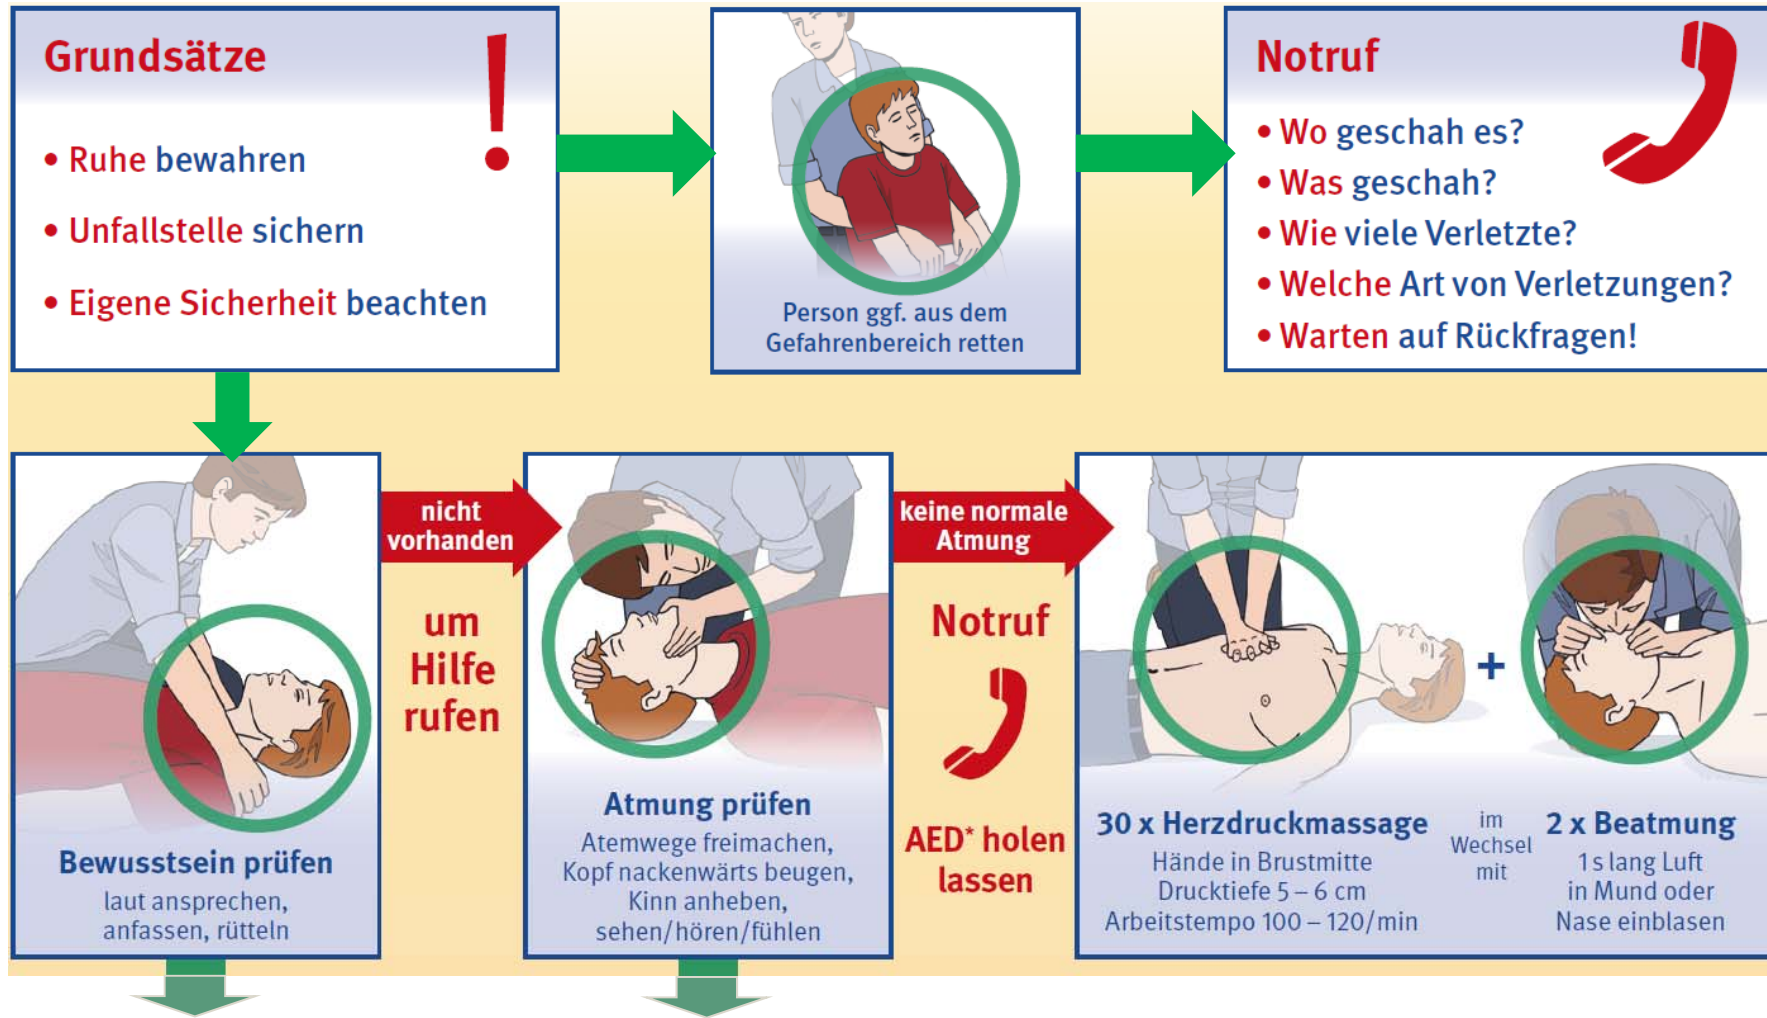 Grundsätze
!
• Ruhe bewahren
• Unfallstelle sichern
• Eigene Sicherheit beachten
Person ggf. aus dem
Gefahrenbereich retten
Notruf
• Wo geschah es?
• Was geschah?
• Wie viele Verletzte?
• Welche Art von Verletzungen?
• Warten auf Rückfragen!
Bewusstsein prüfen
laut ansprechen,
anfassen, rütteln
nicht
vorhanden
um
Hilfe
rufen
Atmung prüfen
Atemwege freimachen,
Kopf nackenwärts beugen,
Kinn anheben,
sehen/hören/fühlen
keine normale
Atmung
Notruf
AED* holen
lassen
30 x Herzdruckmassage
Hände in Brustmitte
Drucktiefe 5 – 6 cm
Arbeitstempo 100 – 120/min
im
Wechsel
mit
+
2 x Beatmung
1 s lang Luft
in Mund oder
Nase einblasen